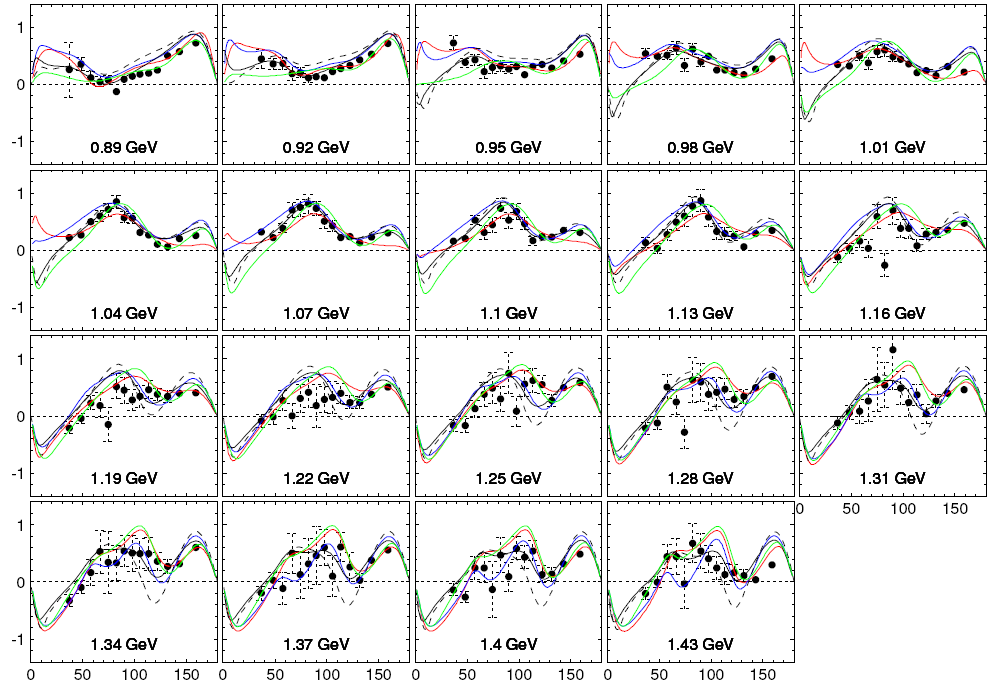 1
0
-1
0.89 GeV
0.92 GeV
0.95 GeV
0.98 GeV
1.01 GeV
1
0
-1
1.04 GeV
1.07 GeV
1.1 GeV
1.13 GeV
1.16 GeV
1
0
-1
1.19 GeV
1.22 GeV
1.25 GeV
1.28 GeV
1.31 GeV
0 50 100 150
1
0
-1
1.34 GeV
1.37 GeV
1.4 GeV
1.43 GeV
0 50 100 150 0 50 100 150 0 50 100 150 0 50 100 150